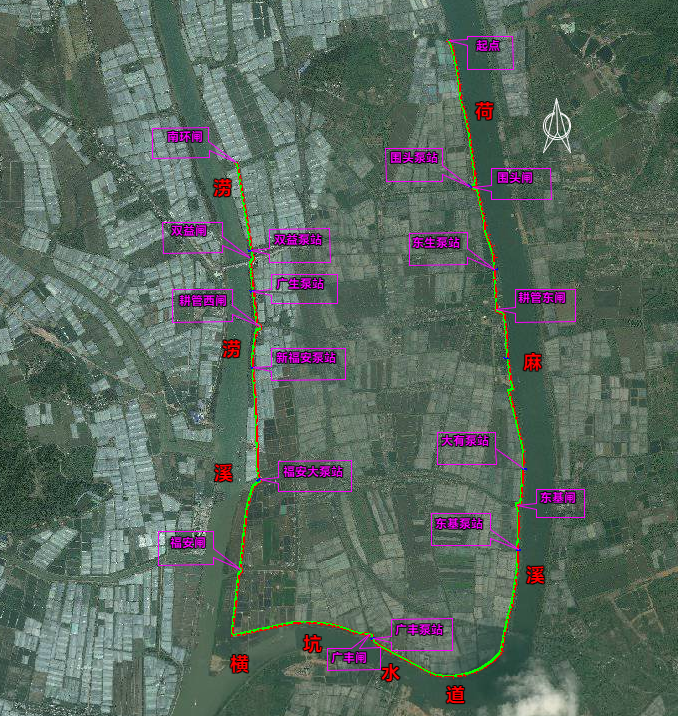 起点
荷
南环闸
围头泵站
围头闸
涝
双益闸
双益泵站
东生泵站
广生泵站
耕管西闸
耕管东闸
涝
新福安泵站
麻
大有泵站
溪
福安大泵站
东基闸
东基泵站
福安闸
溪
广丰泵站
坑
广丰闸
横
水
道